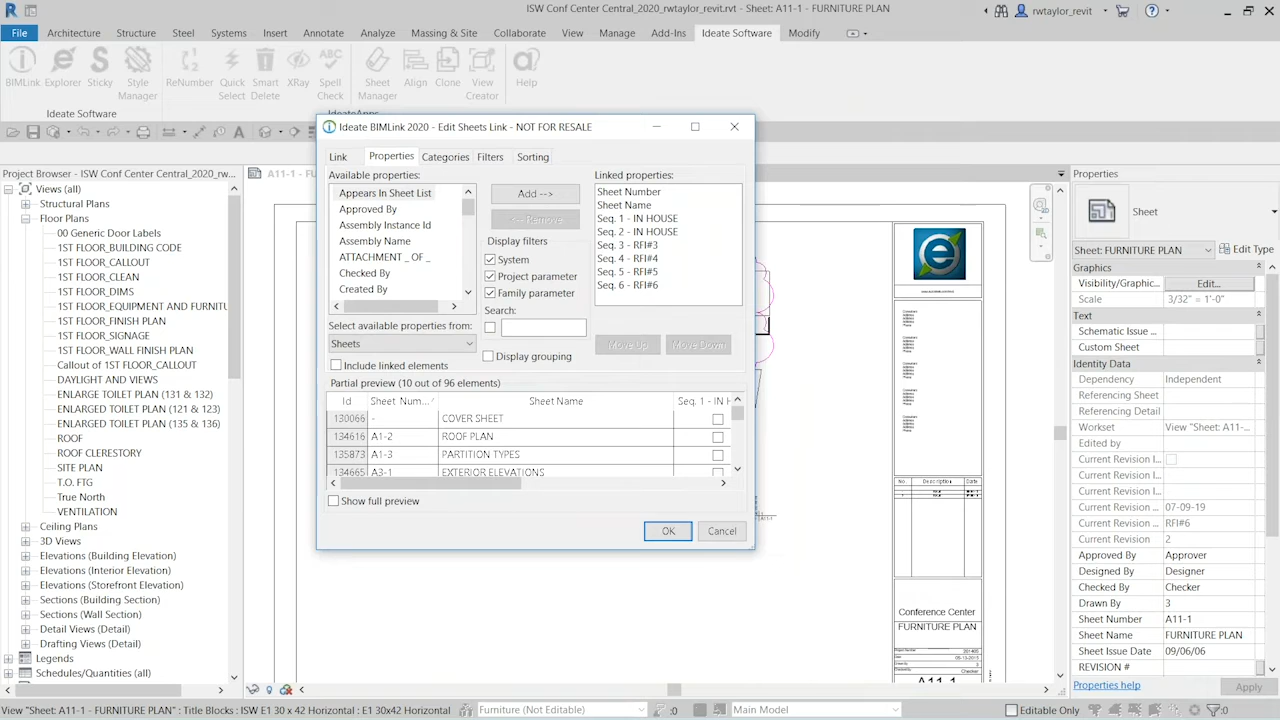 ISW Conf Center Central_2020_rwtaylor_revit.rvt - Sheet: A11-1 - FURNITURE PLAN
rwtaylor_revit
File Architecture Structure Steel Systems Insert Annotate Analyze Massing & Site Collaborate View Manage Add-Ins Ideate Software Modify
BIMLink Explorer Sticky Style Manager ReNumber Quick Select Smart Delete XRay Spell Check Sheet Manager Align Clone View Creator Help
Ideate Software
Ideate BIMLink 2020 - Edit Sheets Link - NOT FOR RESALE
Link Properties Categories Filters Sorting
Available properties:
Appears In Sheet List
Approved By
Assembly Instance Id
Assembly Name
ATTACHMENT _ OF _
Checked By
Created By
Select available properties from:
Sheets
Include linked elements
Add -->
<-- Remove
Display filters
System
Project parameter
Family parameter
Search:
Display grouping
Linked properties:
Sheet Number
Sheet Name
Seq. 1 - IN HOUSE
Seq. 2 - IN HOUSE
Seq. 3 - RFI#3
Seq. 4 - RFI#4
Seq. 5 - RFI#5
Seq. 6 - RFI#6
Move Up Move Down
Partial preview (10 out of 96 elements)
Id Sheet Num... Sheet Name Seq. 1 - IN H
130066 - COVER SHEET
134616 A1-2 ROOF PLAN
135873 A1-3 PARTITION TYPES
134665 A3-1 EXTERIOR ELEVATIONS
Show full preview
OK Cancel
Project Browser - ISW Conf Center Central_2020_rw...
Views (all)
Structural Plans
Floor Plans
00 Generic Door Labels
1ST FLOOR_BUILDING CODE
1ST FLOOR_CALLOUT
1ST FLOOR_CLEAN
1ST FLOOR_DIMS
1ST FLOOR_EQUIPMENT AND FURNITU
1ST FLOOR_FINISH PLAN
1ST FLOOR_SIGNAGE
1ST FLOOR_WALL FINISH PLAN
Callout of 1ST FLOOR_CALLOUT
DAYLIGHT AND VIEWS
ENLARGE TOILET PLAN (131 & 132)
ENLARGED TOILET PLAN (121 & 123)
ENLARGED TOILET PLAN (135 & 137)
ROOF
ROOF CLERESTORY
SITE PLAN
T.O. FTG
True North
VENTILATION
Ceiling Plans
3D Views
Elevations (Building Elevation)
Elevations (Interior Elevation)
Elevations (Storefront Elevation)
Sections (Building Section)
Sections (Wall Section)
Detail Views (Detail)
Drafting Views (Detail)
Legends
Schedules/Quantities (all)
No. Description Date
Conference Center
FURNITURE PLAN
A11-1
Properties
Sheet
Sheet: FURNITURE PLAN Edit Type
Graphics
Visibility/Graphic... Edit...
Scale 3/32" = 1'-0"
Text
Schematic Issue ...
Custom Sheet
Identity Data
Dependency Independent
Referencing Sheet
Referencing Detail
Workset View "Sheet: A11-...
Edited by
Current Revision I...
Current Revision I...
Current Revision I...
Current Revision ... 07-09-19
Current Revision ... RFI#6
Current Revision 2
Approved By Approver
Designed By Designer
Checked By Checker
Drawn By 3
Sheet Number A11-1
Sheet Name FURNITURE PLAN
Sheet Issue Date 09/06/06
REVISION #
Properties help Apply
View "Sheet: A11-1 - FURNITURE PLAN" : Title Blocks : ISW E1 30 x 42 Horizontal : E1 30x42 Horizontal
Furniture (Not Editable) :0 Main Model Editable Only :0